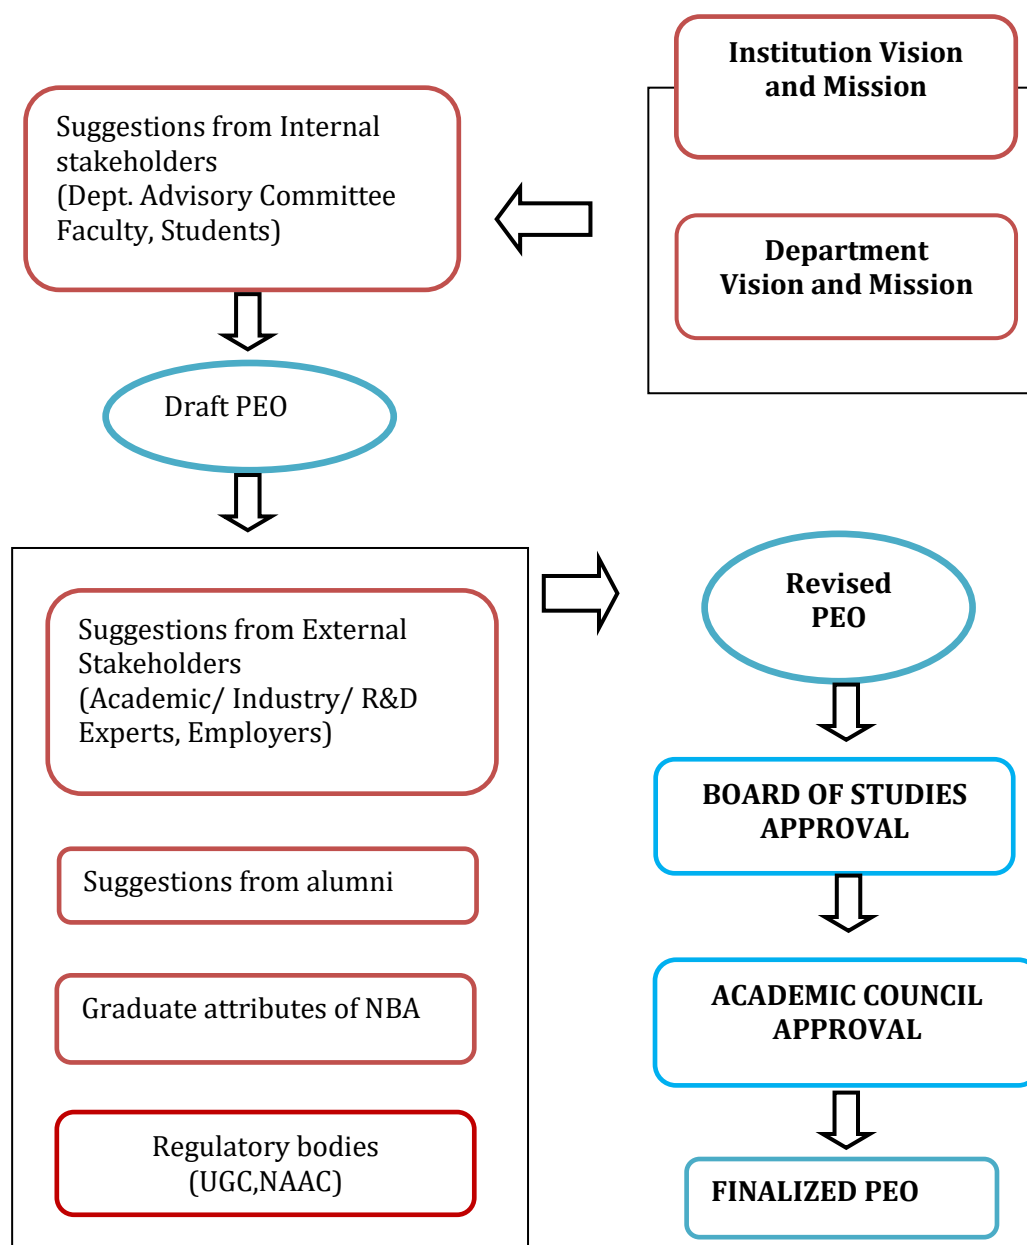 Institution Vision
and Mission
Suggestions from Internal
stakeholders
(Dept. Advisory Committee
Faculty, Students)
Department
Vision and Mission
Draft PEO
Suggestions from External
Stakeholders
(Academic/ Industry/ R&D
Experts, Employers)
Suggestions from alumni
Graduate attributes of NBA
Regulatory bodies
(UGC,NAAC)
Revised
PEO
BOARD OF STUDIES
APPROVAL
ACADEMIC COUNCIL
APPROVAL
FINALIZED PEO